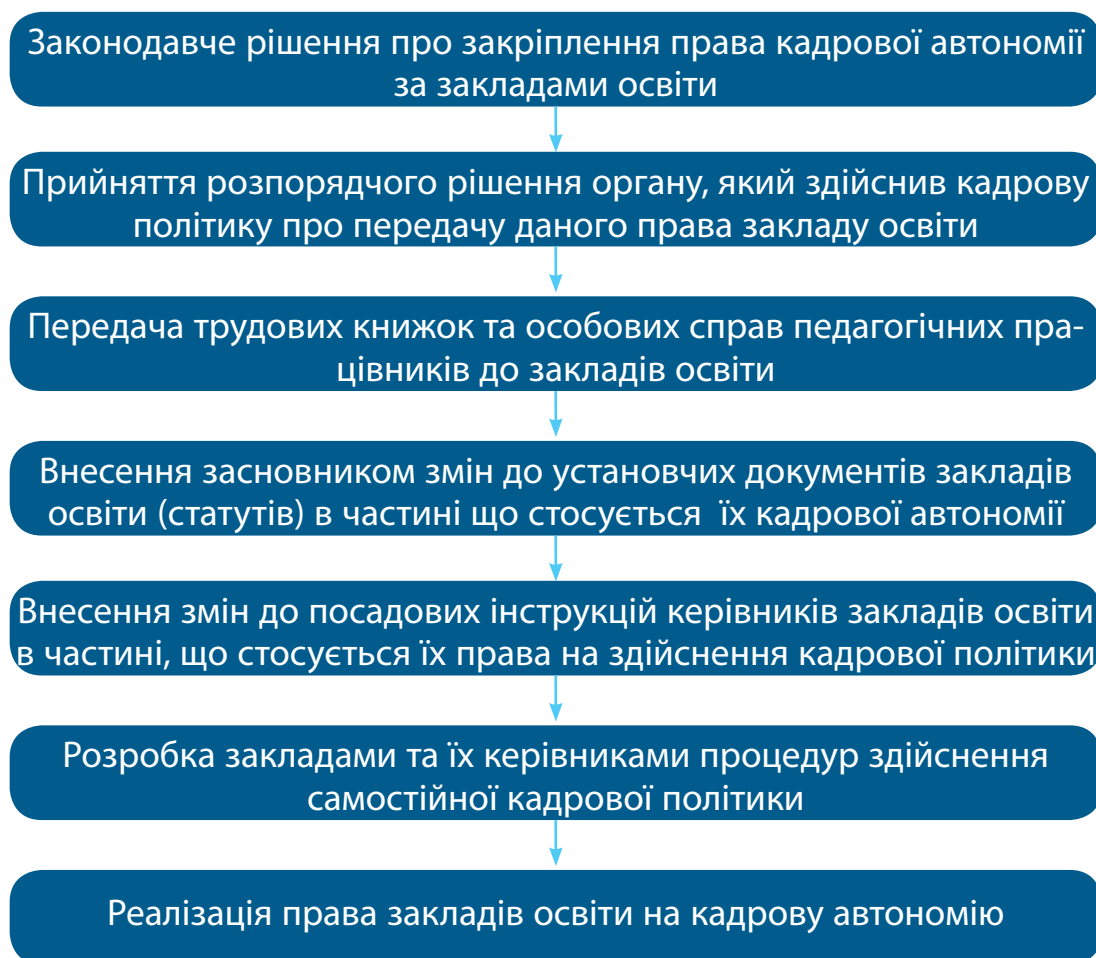 Законодавче рішення про закріплення права кадрової автономії
за закладами освіти
Прийняття розпорядчого рішення органу, який здійснив кадрову
політику про передачу даного права закладу освіти
Передача трудових книжок та особових справ педагогічних пра-
цівників до закладів освіти
Внесення засновником змін до установчих документів закладів
освіти (статутів) в частині що стосується їх кадрової автономії
Внесення змін до посадових інструкцій керівників закладів освіти
в частині, що стосується їх права на здійснення кадрової політики
Розробка закладами та їх керівниками процедур здійснення
самостійної кадрової політики
Реалізація права закладів освіти на кадрову автономію